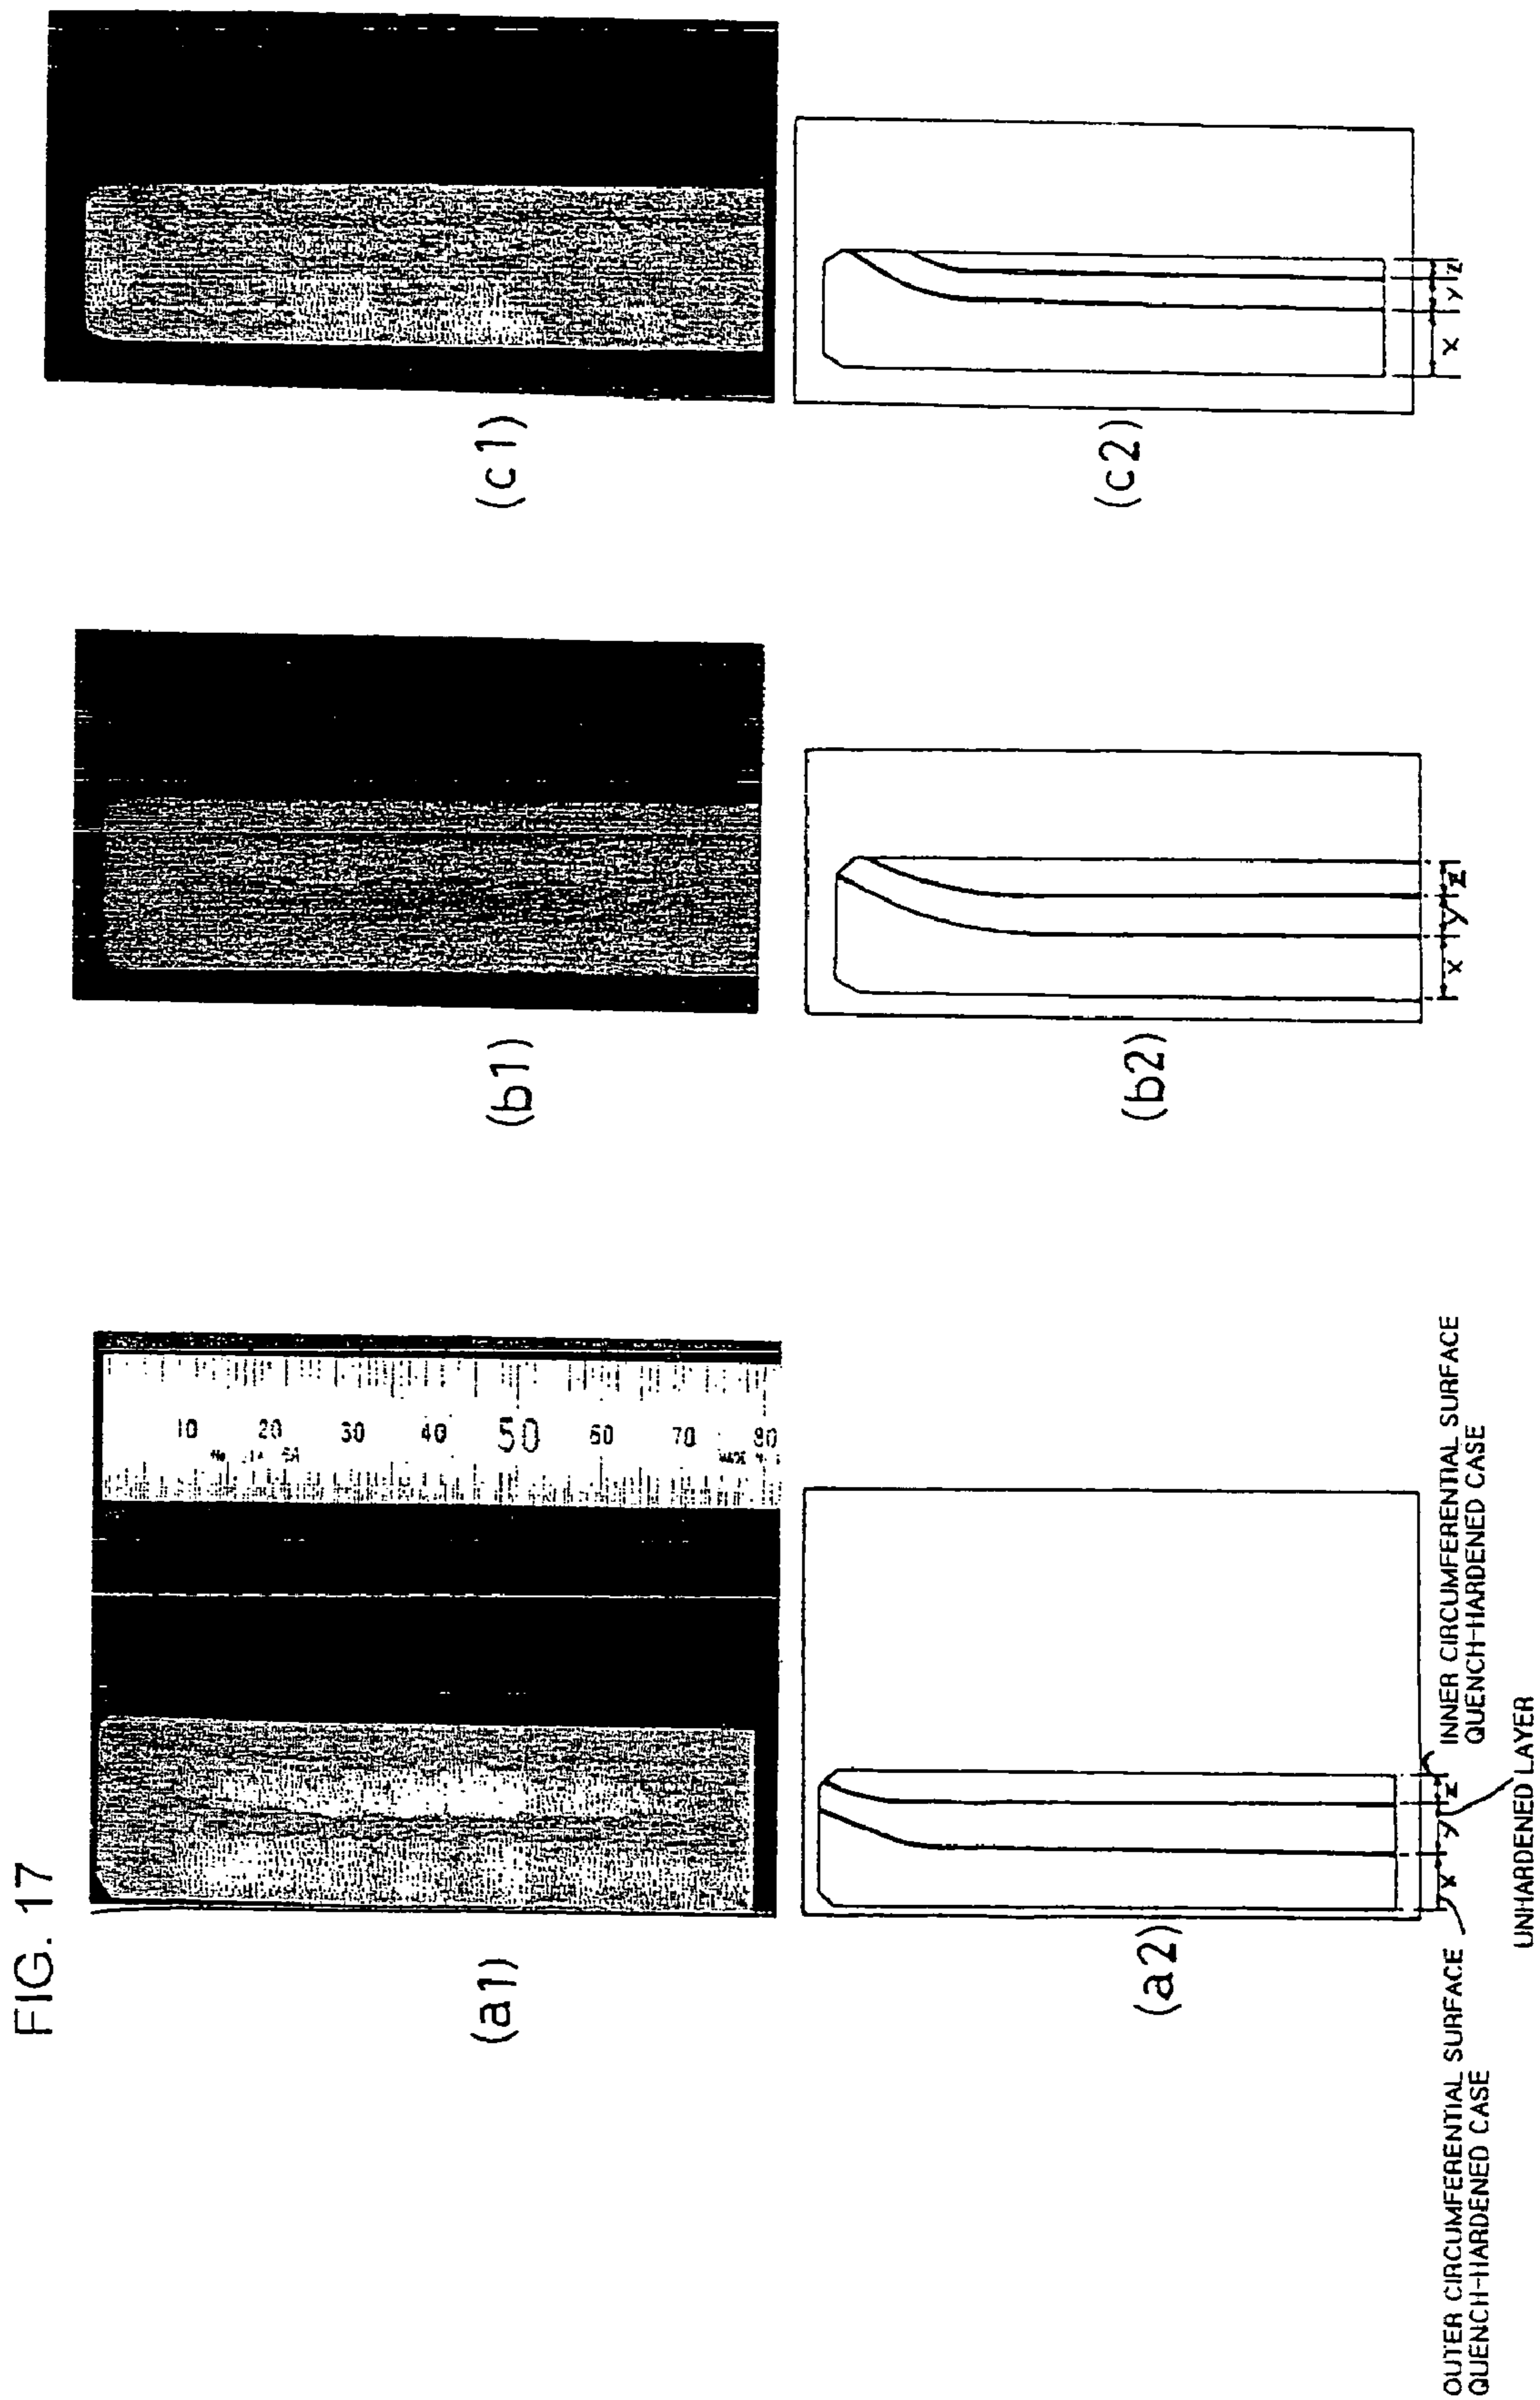 FIG. 17
(a1)
10 20 30 40 50 60 70 80
(b1)
(c1)
(a2)
x y z
OUTER CIRCUMFERENTIAL SURFACE
QUENCH-HARDENED CASE
UNHARDENED LAYER
INNER CIRCUMFERENTIAL SURFACE
QUENCH-HARDENED CASE
(b2)
x y z
(c2)
x y z